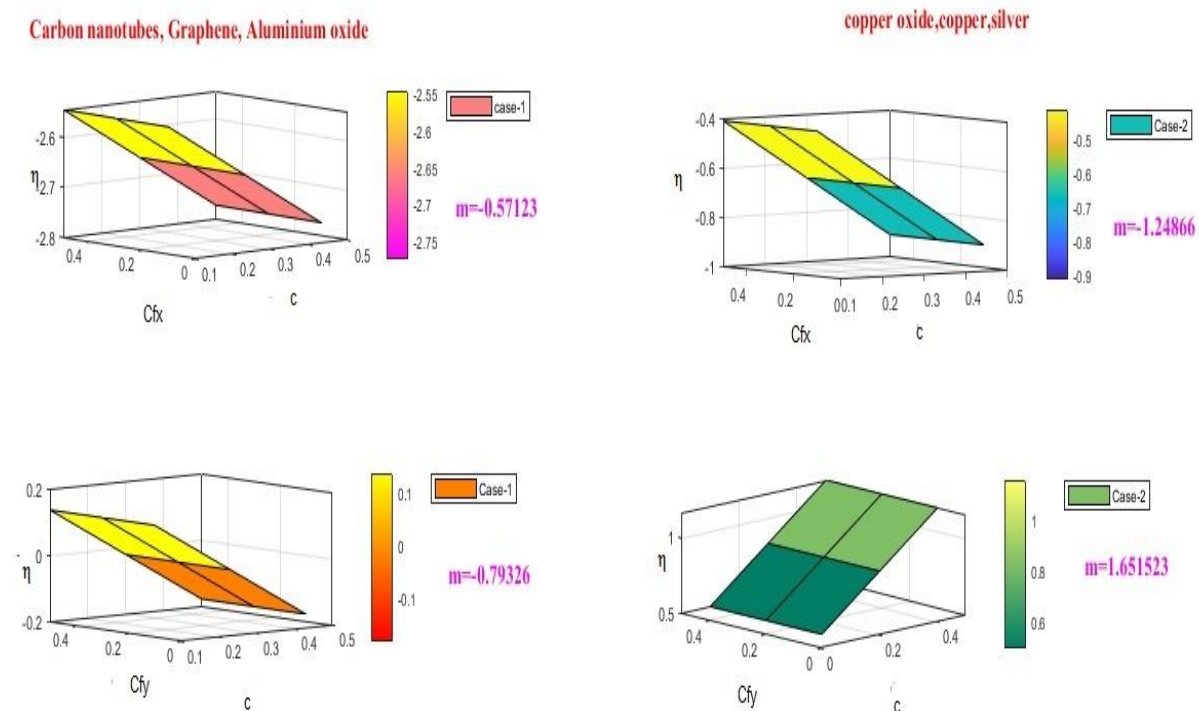 Carbon nanotubes, Graphene, Aluminium oxide
copper oxide,copper,silver
-2.6
-2.7
-2.8
η
0.4
0.2
0
0.1
0.2
0.3
0.4
0.5
Cfx
c
-2.55
-2.6
-2.65
-2.7
-2.75
case-1
m=-0.57123
-0.4
-0.6
-0.8
-1
η
0.4
0.2
0
0.1
0.2
0.3
0.4
0.5
Cfx
c
-0.5
-0.6
-0.7
-0.8
-0.9
Case-2
m=-1.24866
0.2
0
-0.2
η
0.4
0.2
0
0.1
0.2
0.3
0.4
0.5
Cfy
c
0.1
0
-0.1
Case-1
m=-0.79326
1
0.5
η
0.4
0.2
0
0
0.2
0.4
Cfy
c
1
0.8
0.6
Case-2
m=1.651523